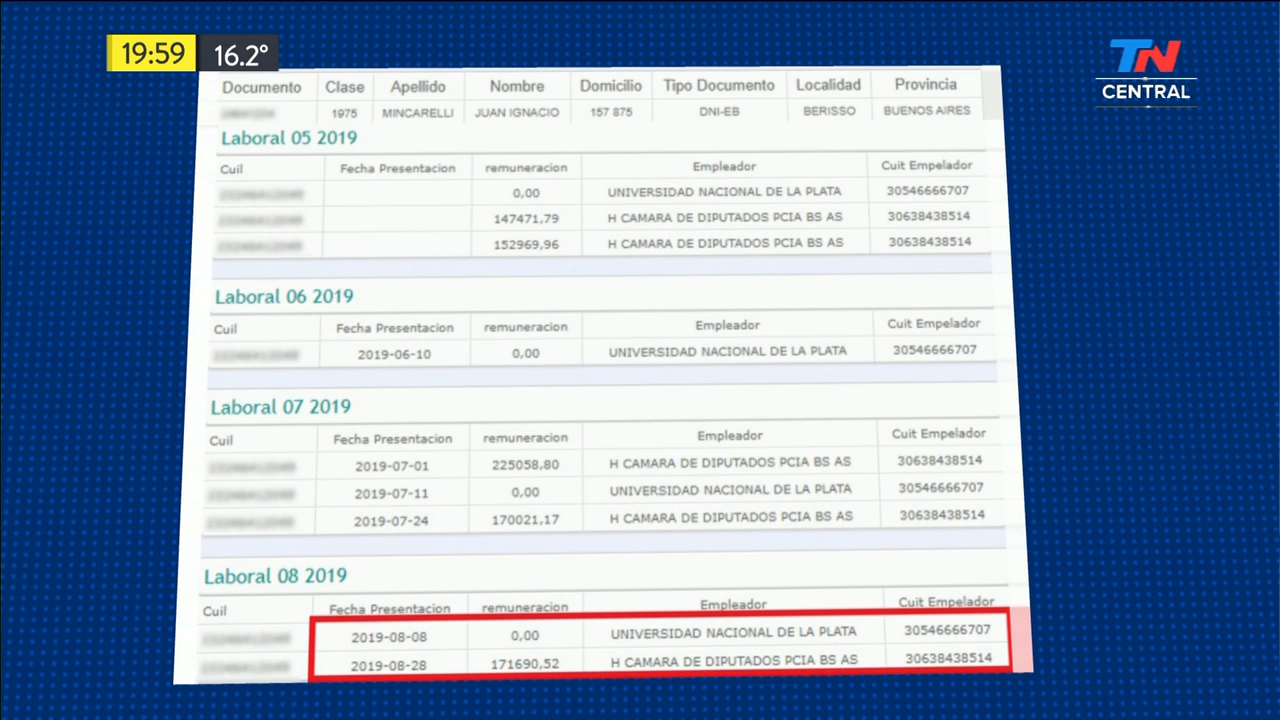 19:59 16.2°
TN
CENTRAL
Documento Clase Apellido Nombre Domicilio Tipo Documento Localidad Provincia
1975 MINCARELLI JUAN IGNACIO 157 875 DNI-EB BERISSO BUENOS AIRES
Laboral 05 2019
Cuil Fecha Presentacion remuneracion Empleador Cuit Empelador
0,00 UNIVERSIDAD NACIONAL DE LA PLATA 30546666707
147471,79 H CAMARA DE DIPUTADOS PCIA BS AS 30638438514
152969,96 H CAMARA DE DIPUTADOS PCIA BS AS 30638438514
Laboral 06 2019
Cuil Fecha Presentacion remuneracion Empleador Cuit Empelador
2019-06-10 0,00 UNIVERSIDAD NACIONAL DE LA PLATA 30546666707
Laboral 07 2019
Cuil Fecha Presentacion remuneracion Empleador Cuit Empelador
2019-07-01 225058,80 H CAMARA DE DIPUTADOS PCIA BS AS 30638438514
2019-07-11 0,00 UNIVERSIDAD NACIONAL DE LA PLATA 30546666707
2019-07-24 170021,17 H CAMARA DE DIPUTADOS PCIA BS AS 30638438514
Laboral 08 2019
Cuil Fecha Presentacion remuneracion Empleador Cuit Empelador
2019-08-08 0,00 UNIVERSIDAD NACIONAL DE LA PLATA 30546666707
2019-08-28 171690,52 H CAMARA DE DIPUTADOS PCIA BS AS 30638438514